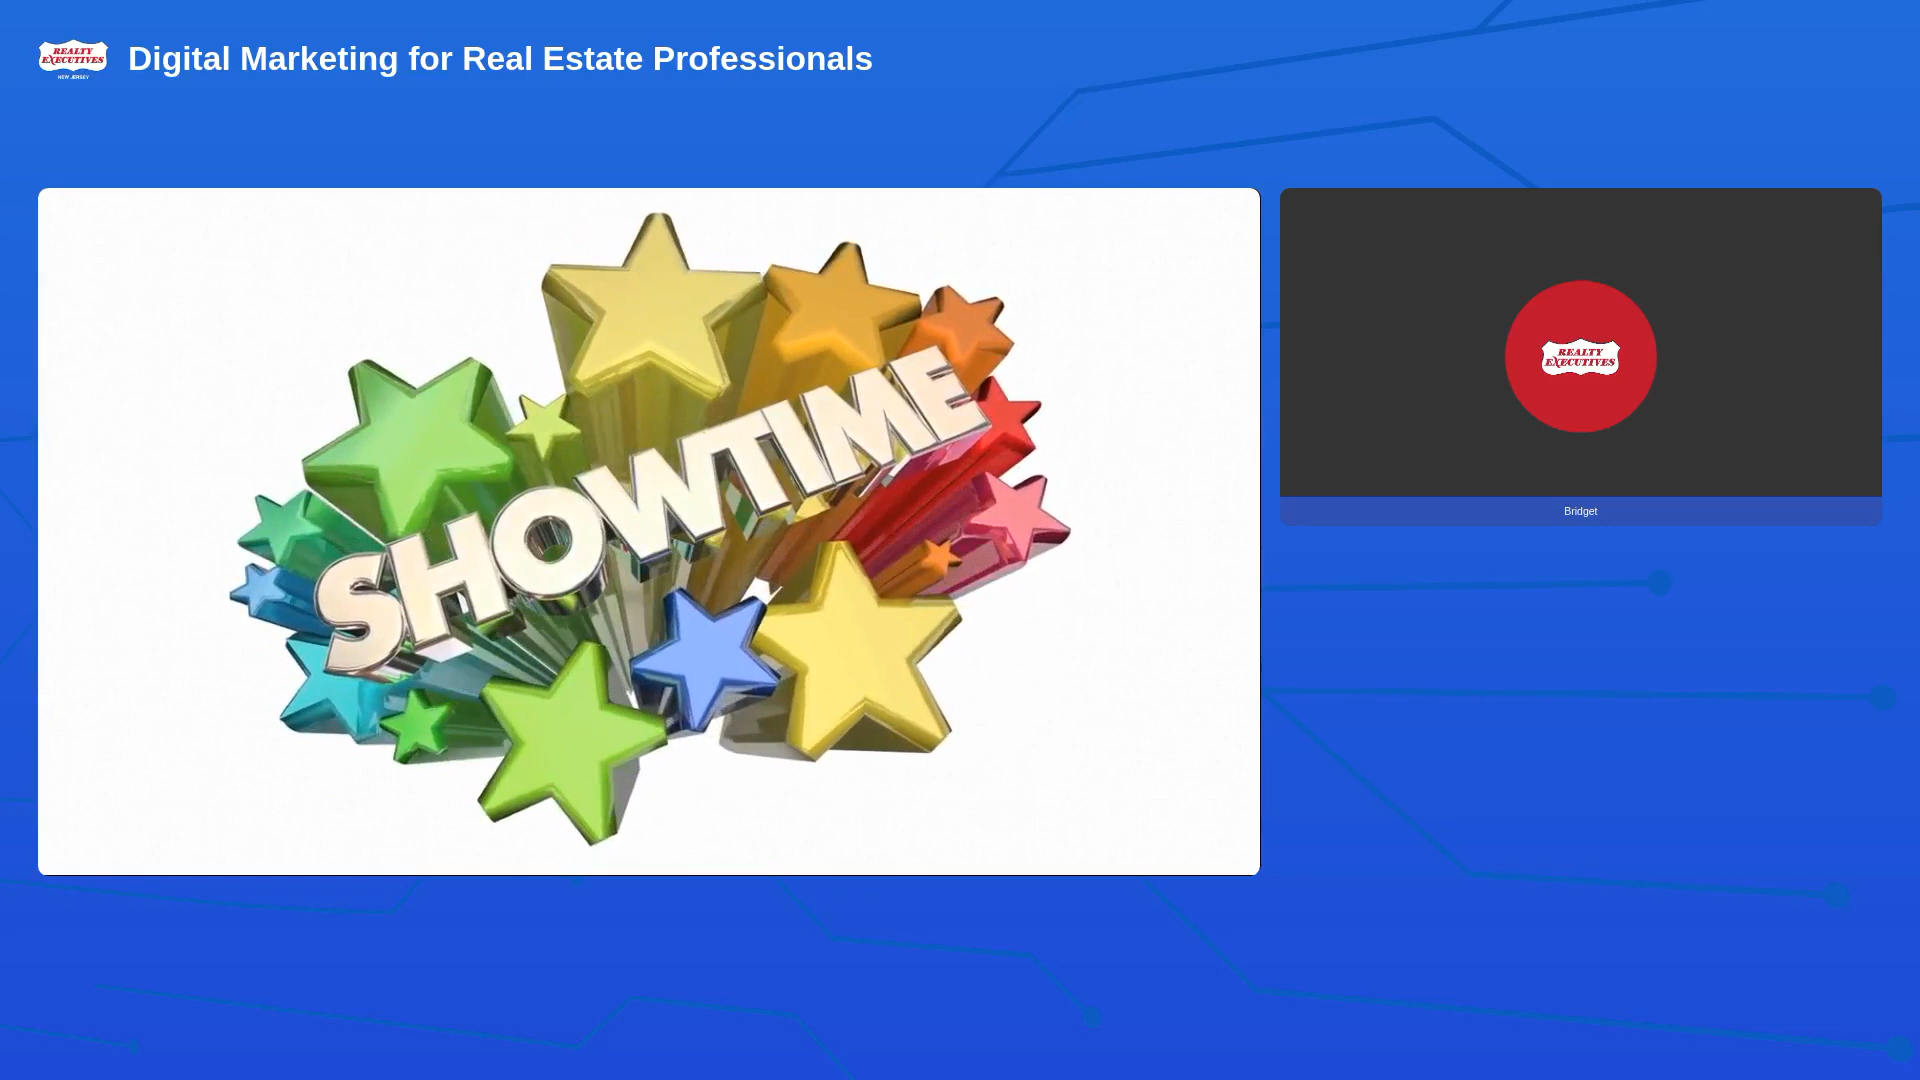 REALTY
EXECUTIVES
NEW JERSEY
Digital Marketing for Real Estate Professionals
SHOWTIME
REALTY
EXECUTIVES
Bridget